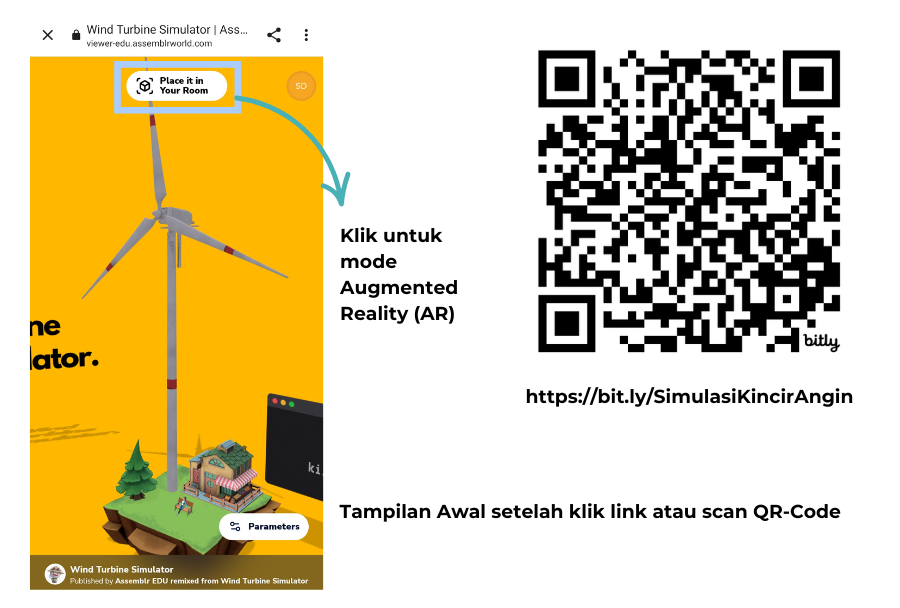 Wind Turbine Simulator | Ass...
viewer-edu.assemblrworld.com
Place it in
Your Room
SD
Klik untuk
mode
Augmented
Reality (AR)
bitly
https://bit.ly/SimulasiKincirAngin
ne
lator.
ki
Tampilan Awal setelah klik link atau scan QR-Code
Parameters
Wind Turbine Simulator
Published by Assemblr EDU remixed from Wind Turbine Simulator